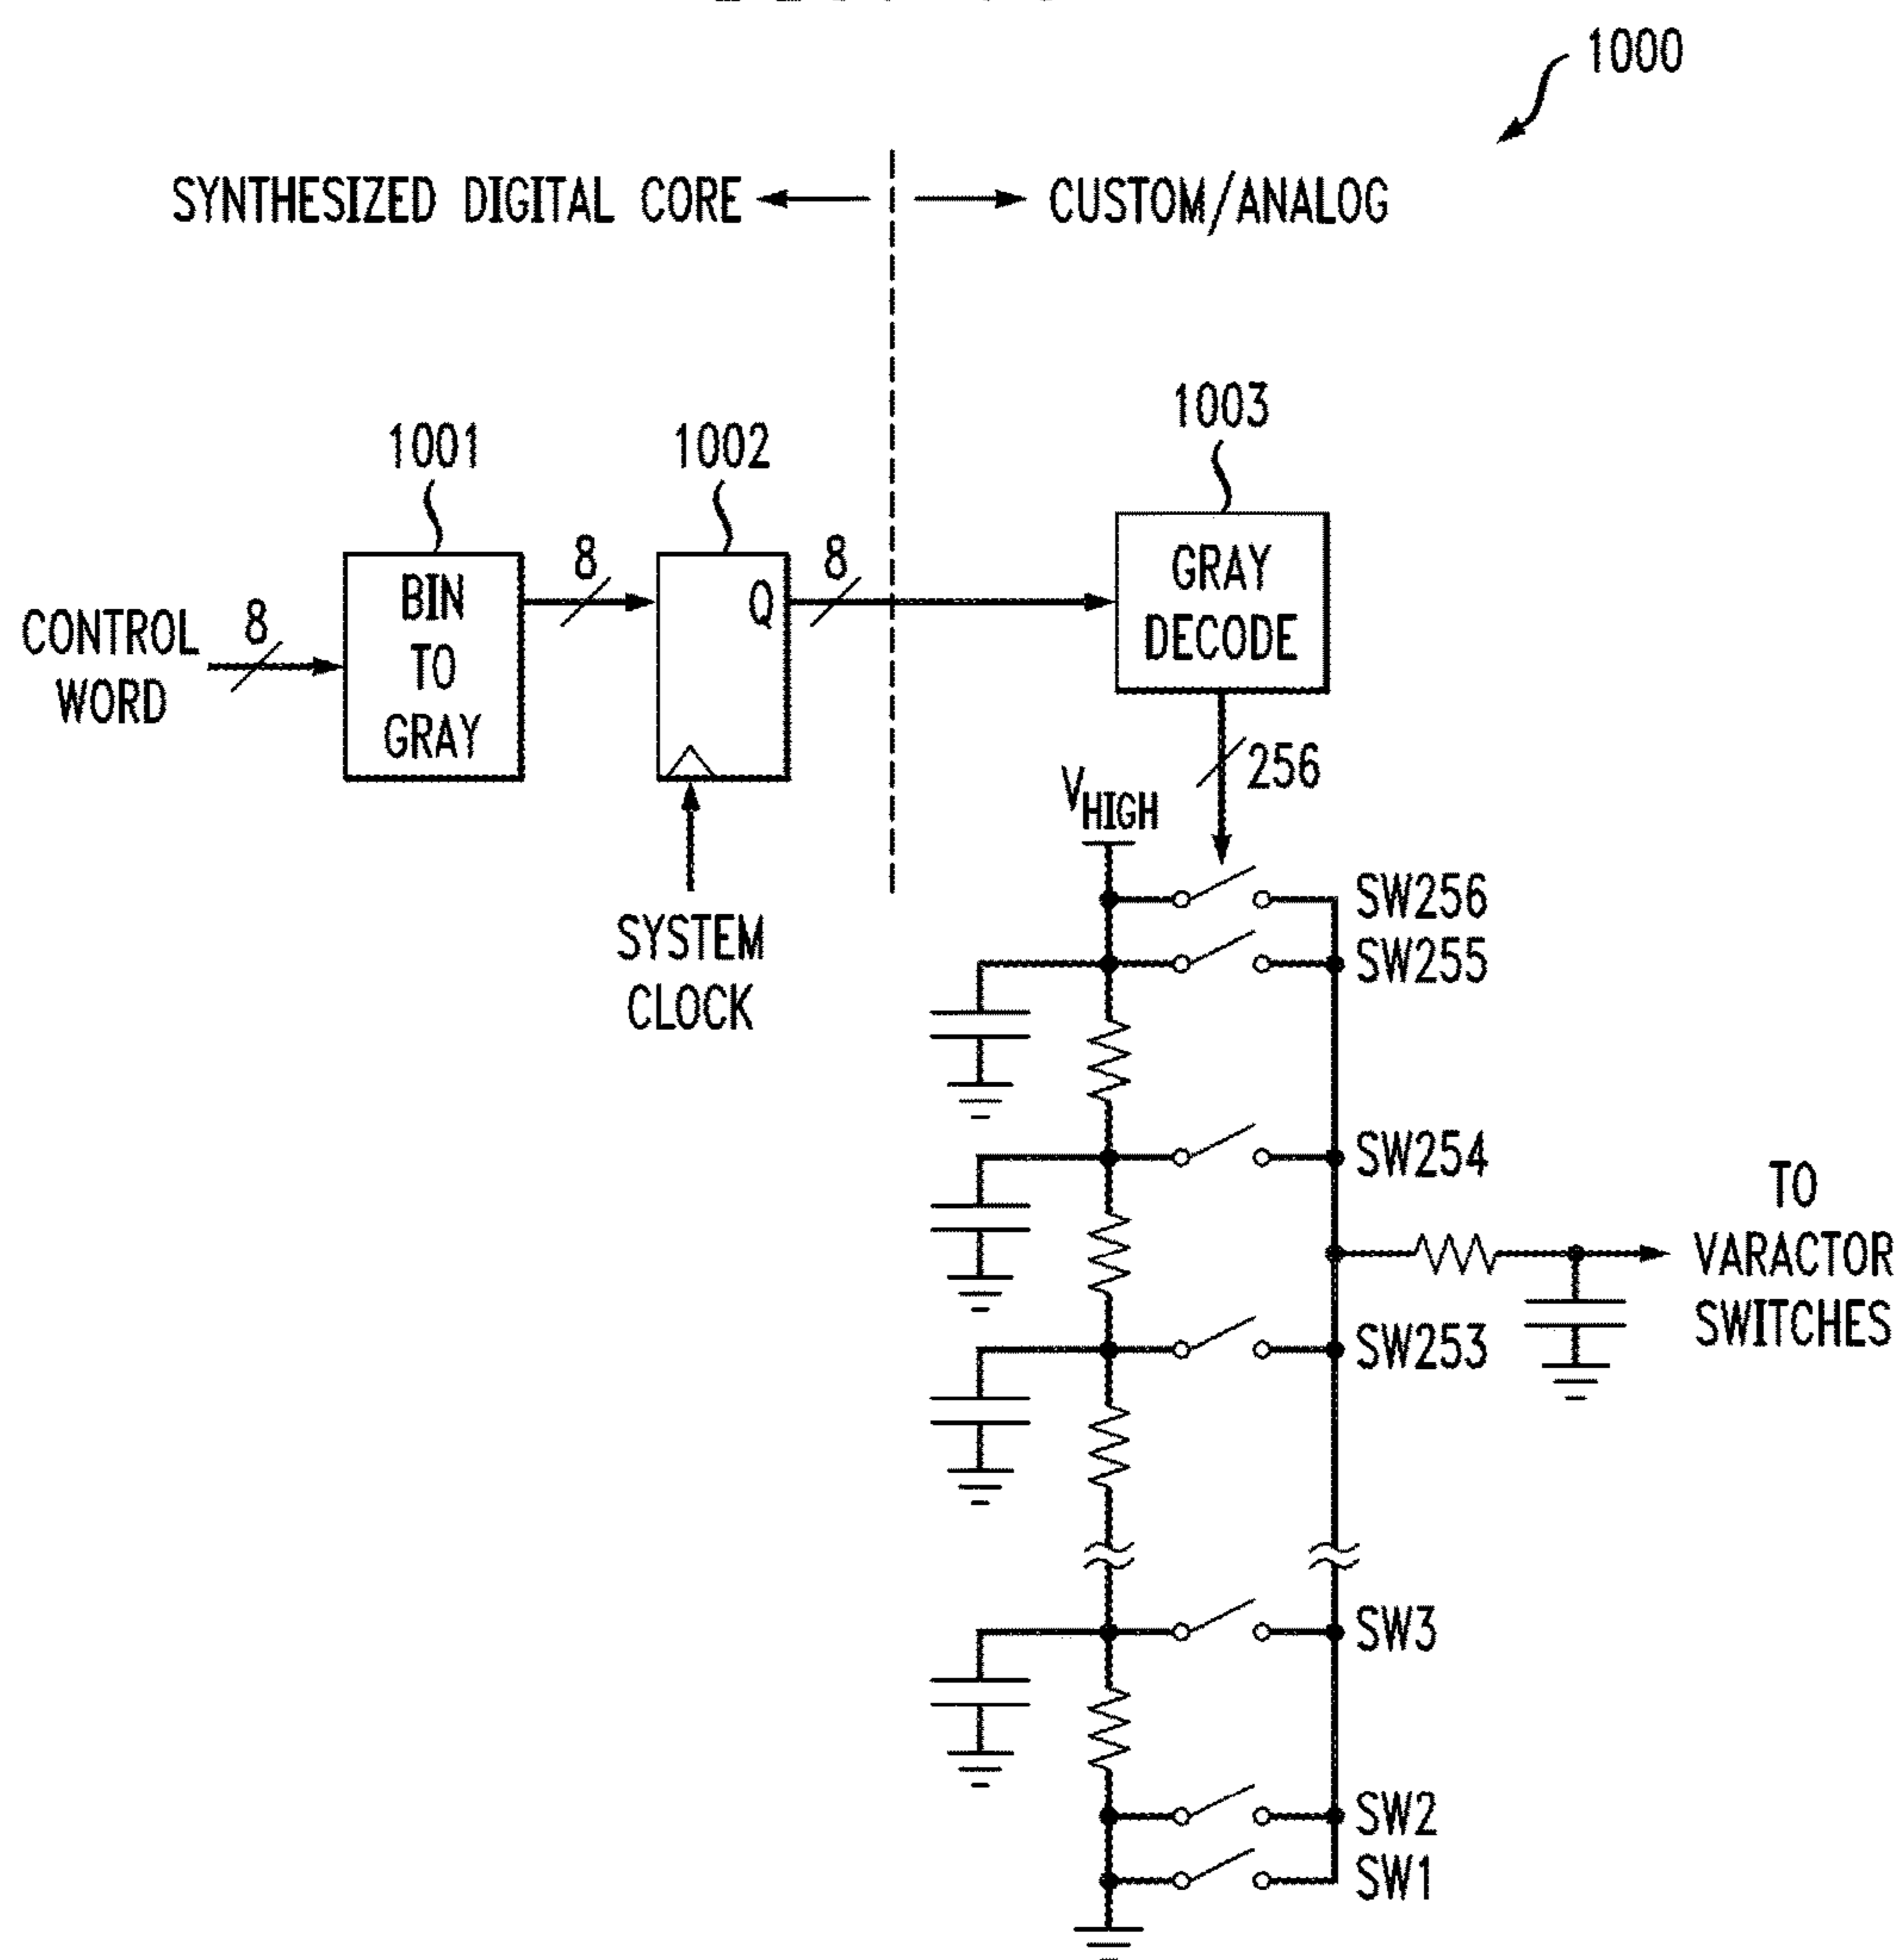 1000
SYNTHESIZED DIGITAL CORE
CUSTOM/ANALOG
1003
1001
1002
8
8
8
BIN
TO
GRAY
Q
GRAY
DECODE
CONTROL
WORD
256
VHIGH
SYSTEM
CLOCK
SW256
SW255
SW254
TO
VARACTOR
SWITCHES
SW253
SW3
SW2
SW1